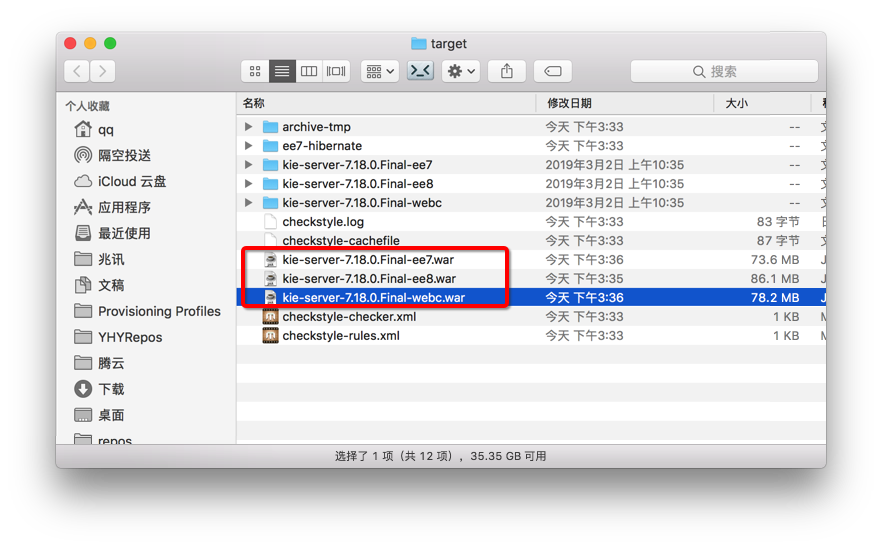 target
搜索
个人收藏
qq
隔空投送
iCloud 云盘
应用程序
最近使用
兆讯
文稿
Provisioning Profiles
YHYRepos
腾云
下载
桌面
repos
名称 修改日期 大小
archive-tmp 今天 下午3:33 --
ee7-hibernate 今天 下午3:33 --
kie-server-7.18.0.Final-ee7 2019年3月2日 上午10:35 --
kie-server-7.18.0.Final-ee8 2019年3月2日 上午10:35 --
kie-server-7.18.0.Final-webc 2019年3月2日 上午10:35 --
checkstyle.log 今天 下午3:33 83 字节
checkstyle-cachefile 今天 下午3:33 87 字节
kie-server-7.18.0.Final-ee7.war 今天 下午3:36 73.6 MB
kie-server-7.18.0.Final-ee8.war 今天 下午3:35 86.1 MB
kie-server-7.18.0.Final-webc.war 今天 下午3:36 78.2 MB
checkstyle-checker.xml 今天 下午3:33 1 KB
checkstyle-rules.xml 今天 下午3:33 1 KB
选择了 1 项（共 12 项），35.35 GB 可用